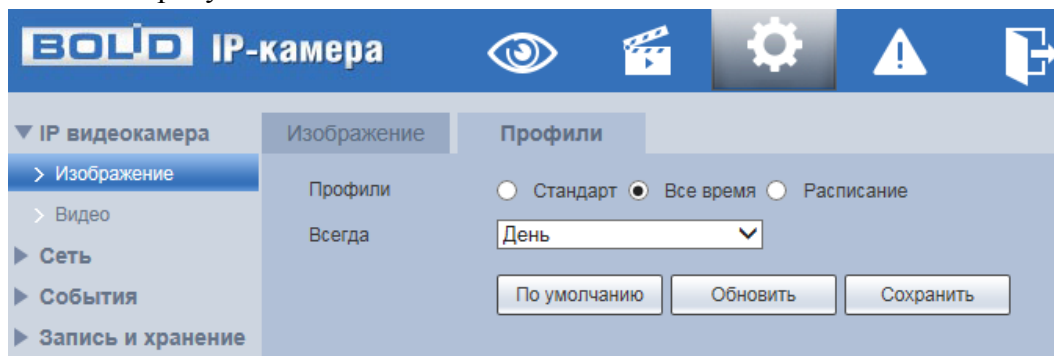 BOLID IP-камера
IP видеокамера
Изображение
Видео
Сеть
События
Запись и хранение
Изображение Профили
Профили Стандарт Все время Расписание
Всегда День
По умолчанию Обновить Сохранить